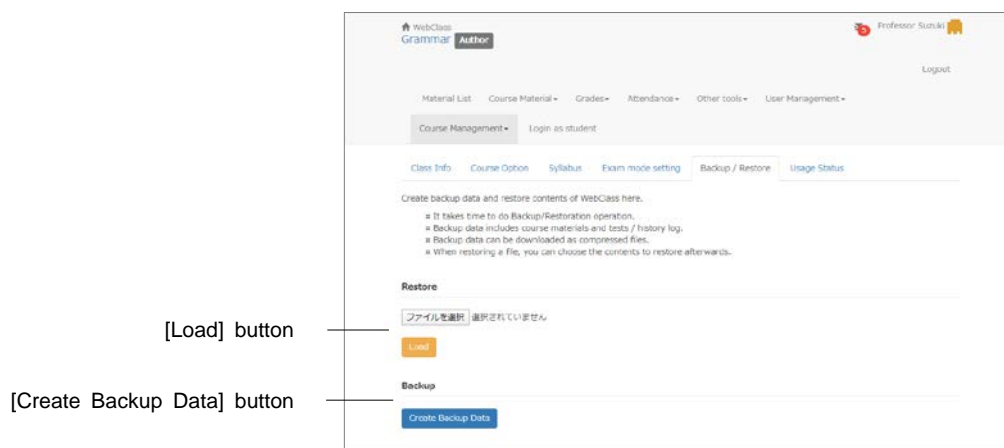 WebClass
Grammar Author
5 Professor Suzuki
Logout
Material List Course Material Grades Attendance Other tools User Management
Course Management Login as student
Class Info Course Option Syllabus Exam mode setting Backup / Restore Usage Status
Create backup data and restore contents of WebClass here.
It takes time to do Backup/Restoration operation.
Backup data includes course materials and tests / history log.
Backup data can be downloaded as compressed files.
When restoring a file, you can choose the contents to restore afterwards.
Restore
ファイルを選択 選択されていません
[Load] button
Load
Backup
[Create Backup Data] button
Create Backup Data